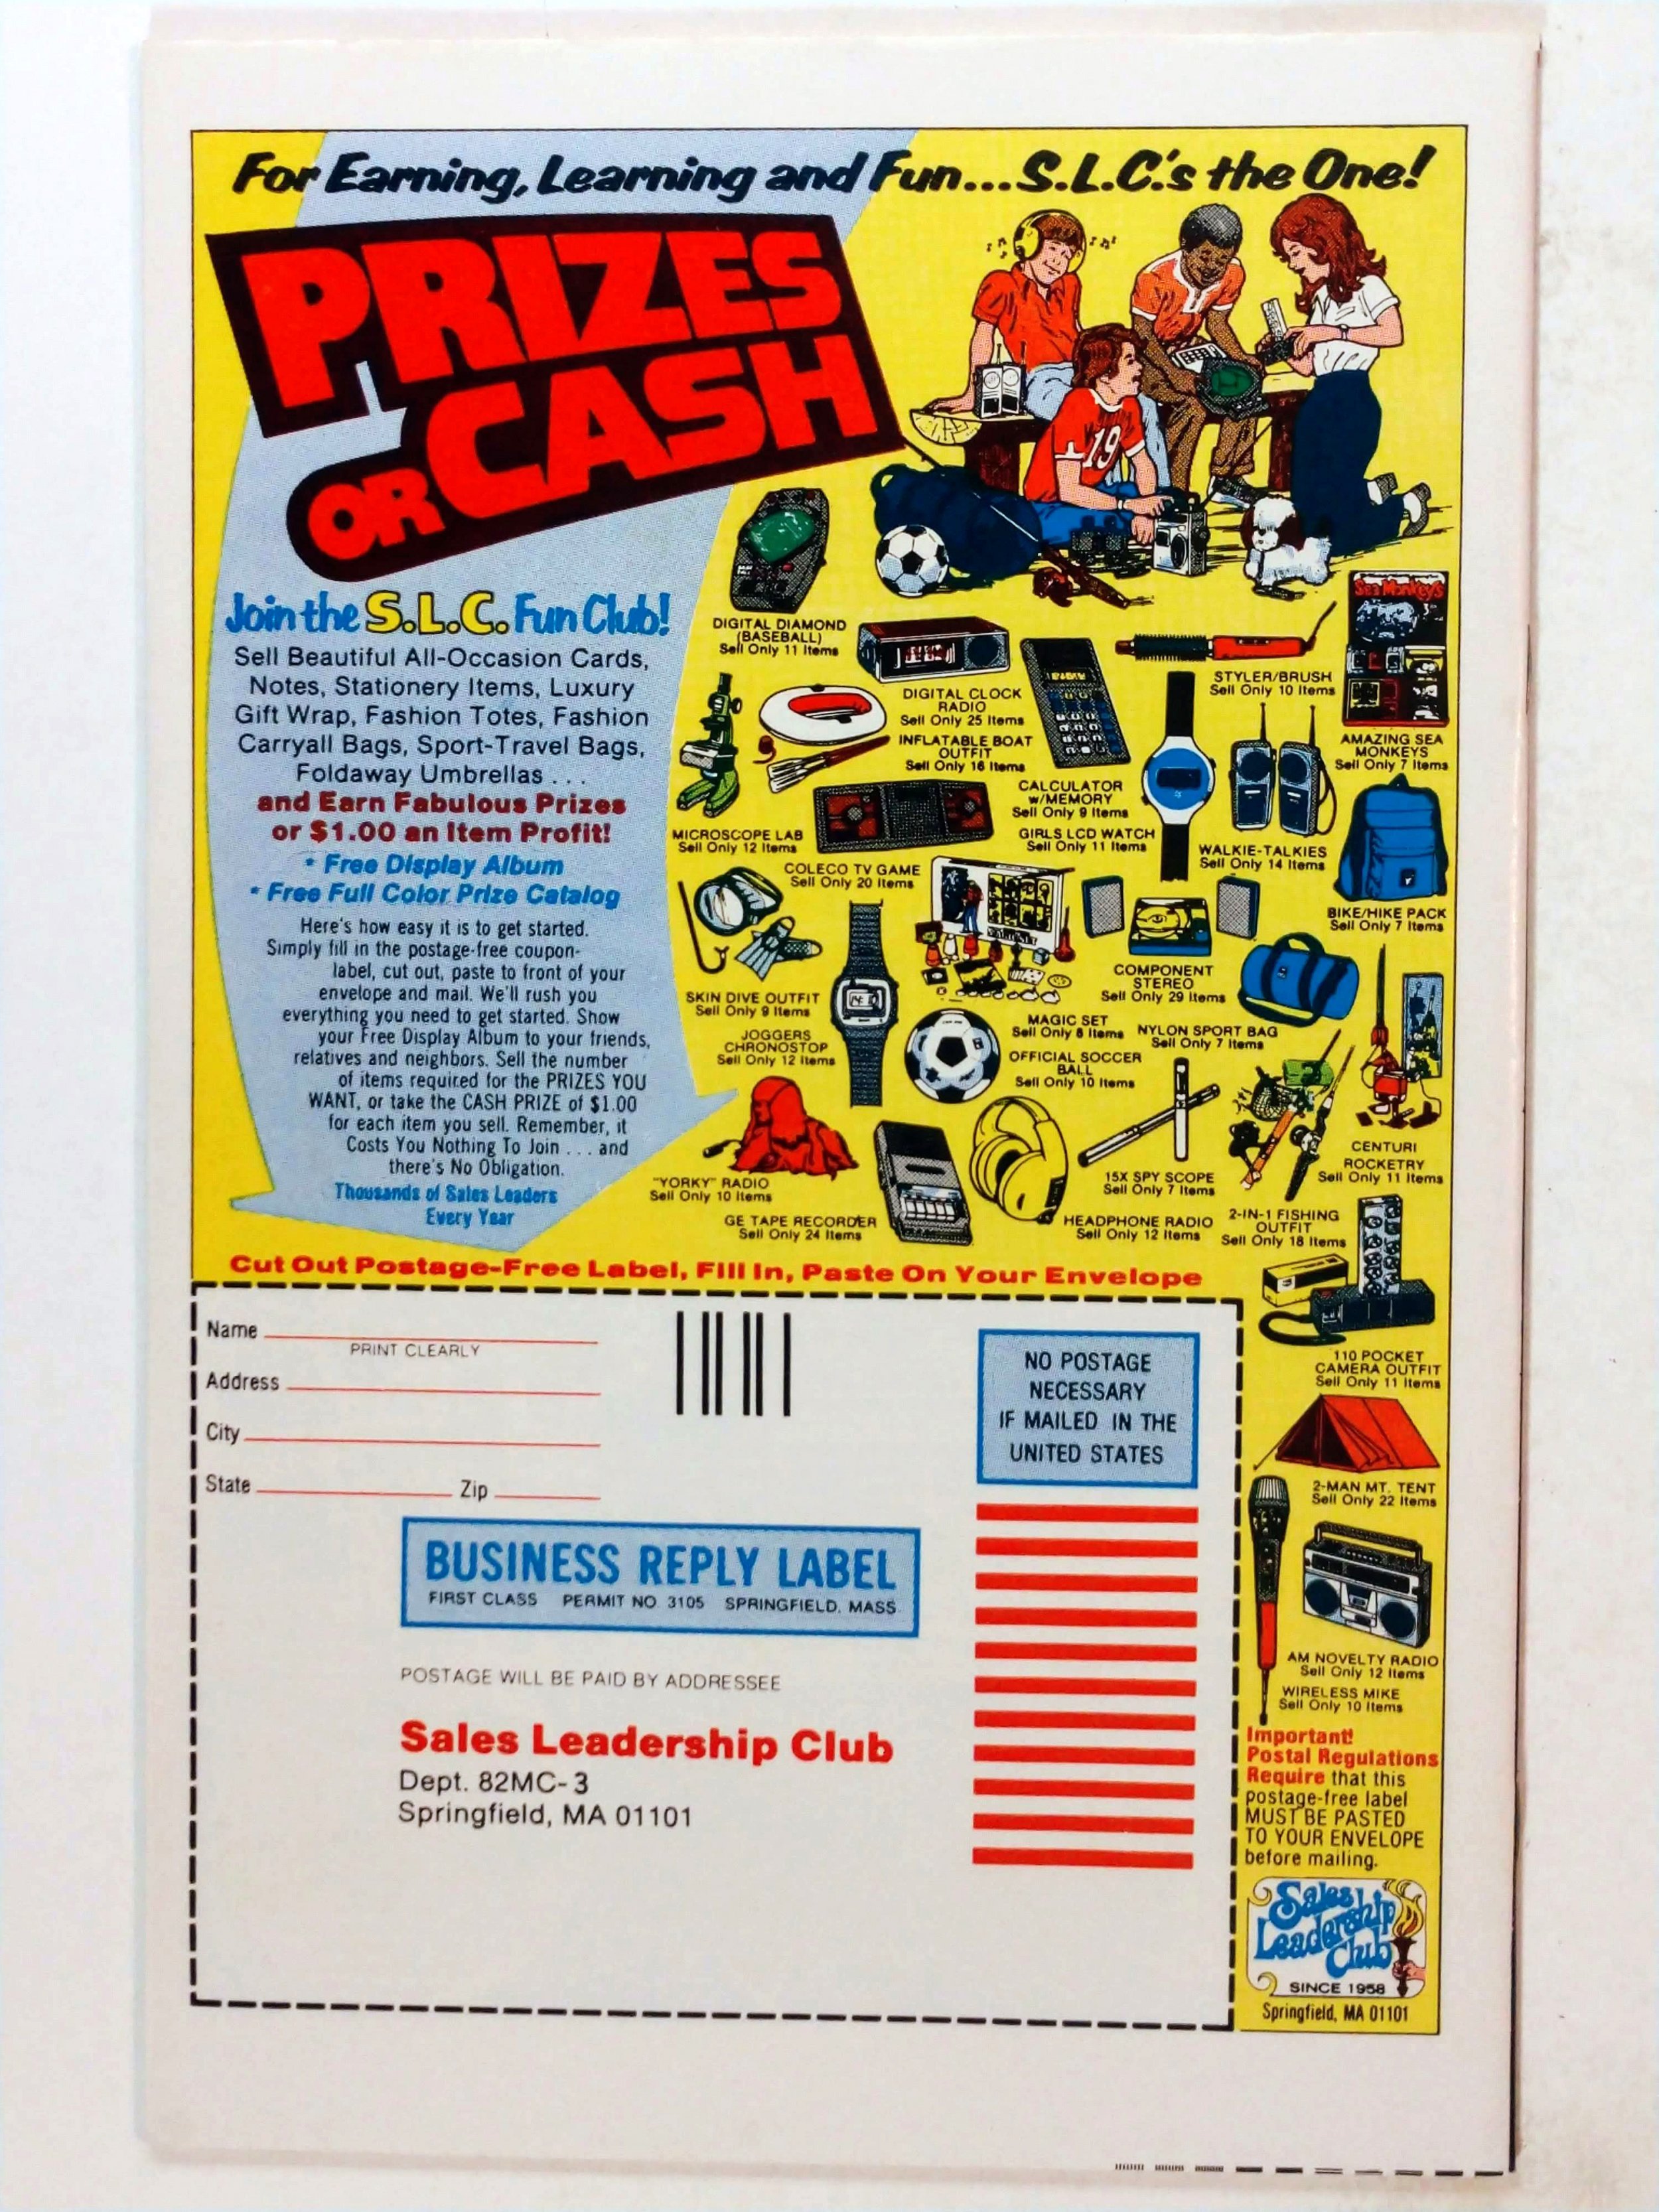 For Earning, Learning and Fun...S.L.C.'s the One!
PRIZES
OR CASH
Join the S.L.C. Fun Club!
Sell Beautiful All-Occasion Cards,
Notes, Stationery Items, Luxury
Gift Wrap, Fashion Totes, Fashion
Carryall Bags, Sport-Travel Bags,
Foldaway Umbrellas . . .
and Earn Fabulous Prizes
or $1.00 an Item Profit!
* Free Display Album
* Free Full Color Prize Catalog
Here's how easy it is to get started.
Simply fill in the postage-free coupon-
label, cut out, paste to front of your
envelope and mail. We'll rush you
everything you need to get started. Show
your Free Display Album to your friends,
relatives and neighbors. Sell the number
of items required for the PRIZES YOU
WANT, or take the CASH PRIZE of $1.00
for each item you sell. Remember, it
Costs You Nothing To Join . . . and
there's No Obligation.
Thousands of Sales Leaders
Every Year
19
DIGITAL DIAMOND
(BASEBALL)
Sell Only 11 Items
DIGITAL CLOCK
RADIO
Sell Only 25 Items
INFLATABLE BOAT
OUTFIT
Sell Only 16 Items
STYLER/BRUSH
Sell Only 10 Items
Sea Monkeys
AMAZING SEA
MONKEYS
Sell Only 7 Items
CALCULATOR
w/MEMORY
Sell Only 9 Items
GIRLS LCD WATCH
Sell Only 11 Items
WALKIE-TALKIES
Sell Only 14 Items
MICROSCOPE LAB
Sell Only 12 Items
COLECO TV GAME
Sell Only 20 Items
BIKE/HIKE PACK
Sell Only 7 Items
COMPONENT
STEREO
Sell Only 29 Items
SKIN DIVE OUTFIT
Sell Only 9 Items
JOGGERS
CHRONOSTOP
Sell Only 12 Items
MAGIC SET
Sell Only 8 Items
NYLON SPORT BAG
Sell Only 7 Items
OFFICIAL SOCCER
BALL
Sell Only 10 Items
CENTURI
ROCKETRY
Sell Only 11 Items
"YORKY" RADIO
Sell Only 10 Items
15X SPY SCOPE
Sell Only 7 Items
GE TAPE RECORDER
Sell Only 24 Items
HEADPHONE RADIO
Sell Only 12 Items
2-IN-1 FISHING
OUTFIT
Sell Only 18 Items
110 POCKET
CAMERA OUTFIT
Sell Only 11 Items
2-MAN MT. TENT
Sell Only 22 Items
AM NOVELTY RADIO
Sell Only 12 Items
WIRELESS MIKE
Sell Only 10 Items
Cut Out Postage-Free Label, Fill In, Paste On Your Envelope
Name
PRINT CLEARLY
Address
City
State Zip
NO POSTAGE
NECESSARY
IF MAILED IN THE
UNITED STATES
BUSINESS REPLY LABEL
FIRST CLASS PERMIT NO. 3105 SPRINGFIELD, MASS.
POSTAGE WILL BE PAID BY ADDRESSEE
Sales Leadership Club
Dept. 82MC-3
Springfield, MA 01101
Important!
Postal Regulations
Require that this
postage-free label
MUST BE PASTED
TO YOUR ENVELOPE
before mailing.
Sales
Leadership
Club
SINCE 1958
Springfield, MA 01101